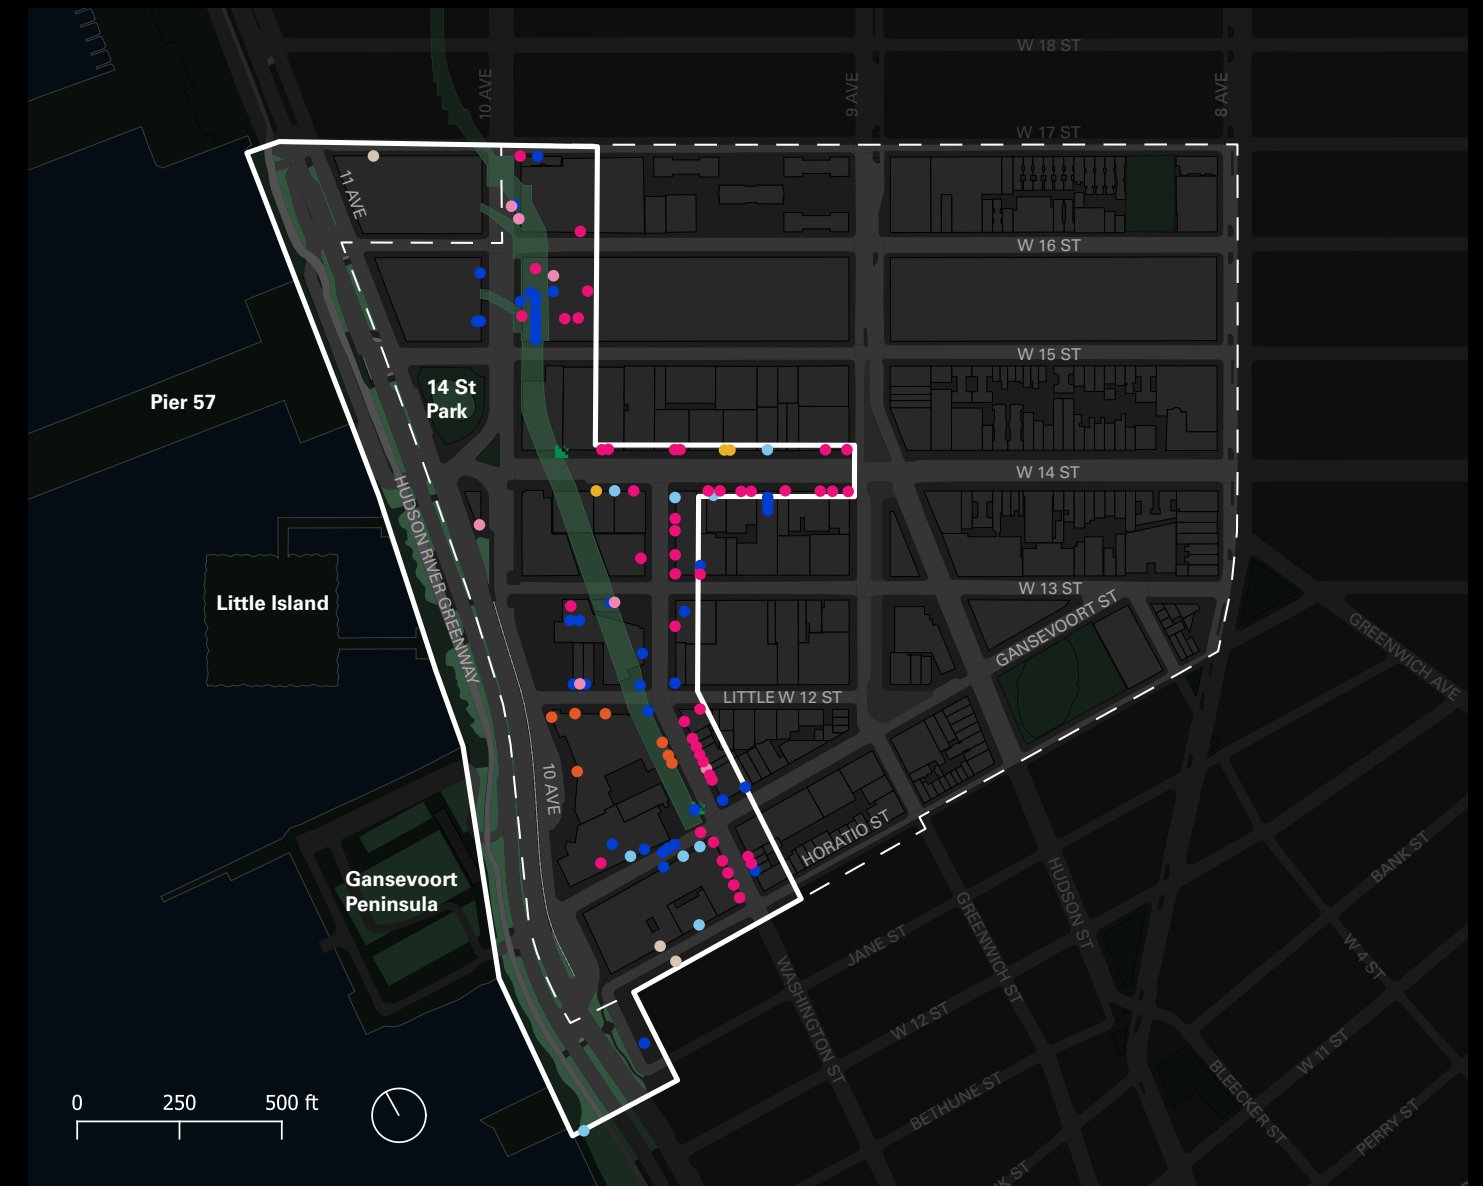 W 18 ST
10 AVE
9 AVE
8 AVE
W 17 ST
11 AVE
W 16 ST
W 15 ST
14 St
Park
Pier 57
W 14 ST
HUDSON RIVER GREENWAY
W 13 ST
Little Island
GANSEVOORT ST
GREENWICH AVE
LITTLE W 12 ST
10 AVE
HORATIO ST
Gansevoort
Peninsula
BANK ST
HUDSON ST
GREENWICH ST
JANE ST
W 4 ST
WASHINGTON ST
W 12 ST
W 11 ST
BLEECKER ST
BETHUNE ST
PERRY ST
K ST
0 250 500 ft